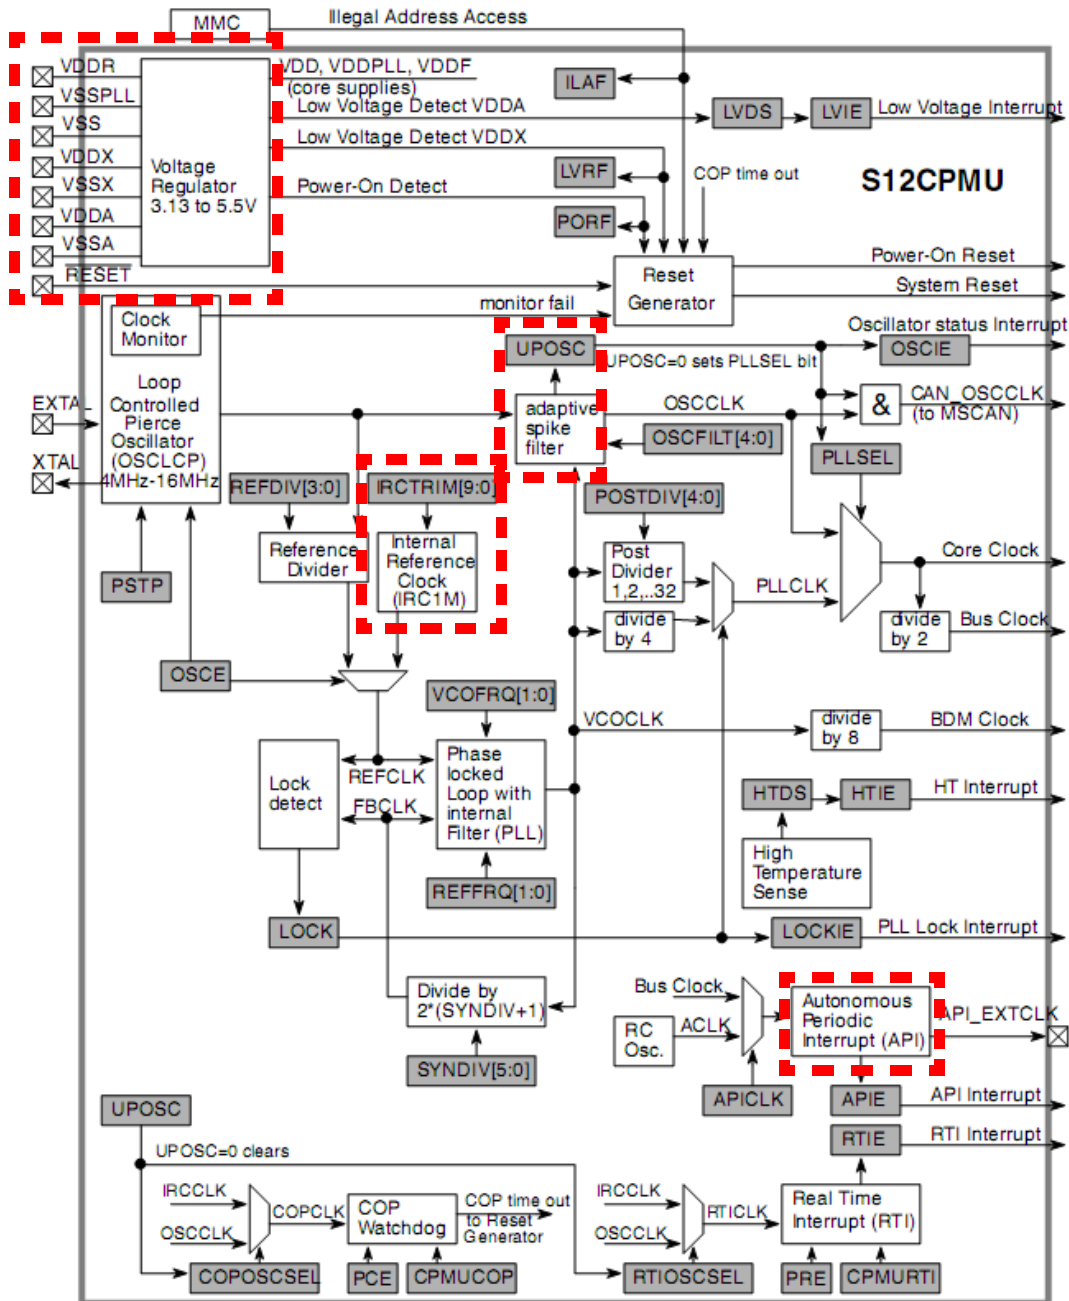 MMC
Illegal Address Access
VDDR
VSSPLL
VSS
VDDX
VSSX
VDDA
VSSA
RESET
Voltage
Regulator
3.13 to 5.5V
VDD, VDDPLL, VDDF
(core supplies)
Low Voltage Detect VDDA
Low Voltage Detect VDDX
Power-On Detect
ILAF
LVRF
PORF
LVDS
LVIE
Low Voltage Interrupt
COP time out
S12CPMU
Reset
Generator
Power-On Reset
System Reset
monitor fail
Clock
Monitor
Loop
Controlled
Pierce
Oscillator
(OSCLCP)
4MHz-16MHz
EXTAL
XTAL
UPOSC
UPOSC=0 sets PLLSEL bit
Oscillator status Interrupt
OSCIE
adaptive
spike
filter
OSCCLK
OSCFILT[4:0]
&
CAN_OSCCLK
(to MSCAN)
PLLSEL
REFDIV[3:0]
IRCTRIM[9:0]
POSTDIV[4:0]
Reference
Divider
Internal
Reference
Clock
(IRC1M)
Post
Divider
1,2,..32
divide
by 4
PLLCLK
Core Clock
divide
by 2
Bus Clock
PSTP
OSCE
VCOFRQ[1:0]
VCOCLK
divide
by 8
BDM Clock
Lock
detect
REFCLK
FBCLK
Phase
locked
Loop with
internal
Filter (PLL)
REFFRQ[1:0]
HTDS
HTIE
HT Interrupt
High
Temperature
Sense
LOCK
LOCKIE
PLL Lock Interrupt
Divide by
2*(SYNDIV+1)
SYNDIV[5:0]
Bus Clock
RC
Osc.
ACLK
Autonomous
Periodic
Interrupt (API)
API_EXTCLK
APICLK
APIE
API Interrupt
RTIE
RTI Interrupt
UPOSC
UPOSC=0 clears
IRCCLK
OSCCLK
COPCLK
COP
Watchdog
COP time out
to Reset
Generator
COPOSCSEL
PCE
CPMUCOP
IRCCLK
OSCCLK
RTICLK
Real Time
Interrupt (RTI)
RTIOSCSEL
PRE
CPMURTI